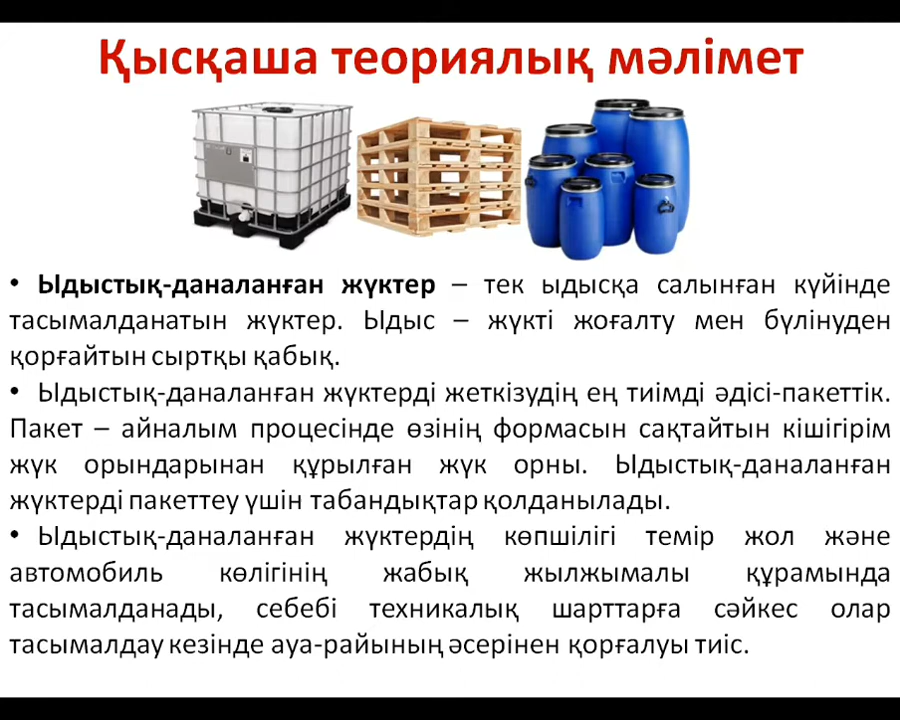 Қысқаша теориялық мәлімет
• Ыдыстық-даналанған жүктер – тек ыдысқа салынған күйінде
тасымалданатын жүктер. Ыдыс – жүкті жоғалту мен бүлінуден
қорғайтын сыртқы қабық.
• Ыдыстық-даналанған жүктерді жеткізудің ең тиімді әдісі-пакеттік.
Пакет – айналым процесінде өзінің формасын сақтайтын кішігірім
жүк орындарынан құрылған жүк орны. Ыдыстық-даналанған
жүктерді пакеттеу үшін табандықтар қолданылады.
• Ыдыстық-даналанған жүктердің көпшілігі темір жол және
автомобиль көлігінің жабық жылжымалы құрамында
тасымалданады, себебі техникалық шарттарға сәйкес олар
тасымалдау кезінде ауа-райының әсерінен қорғалуы тиіс.